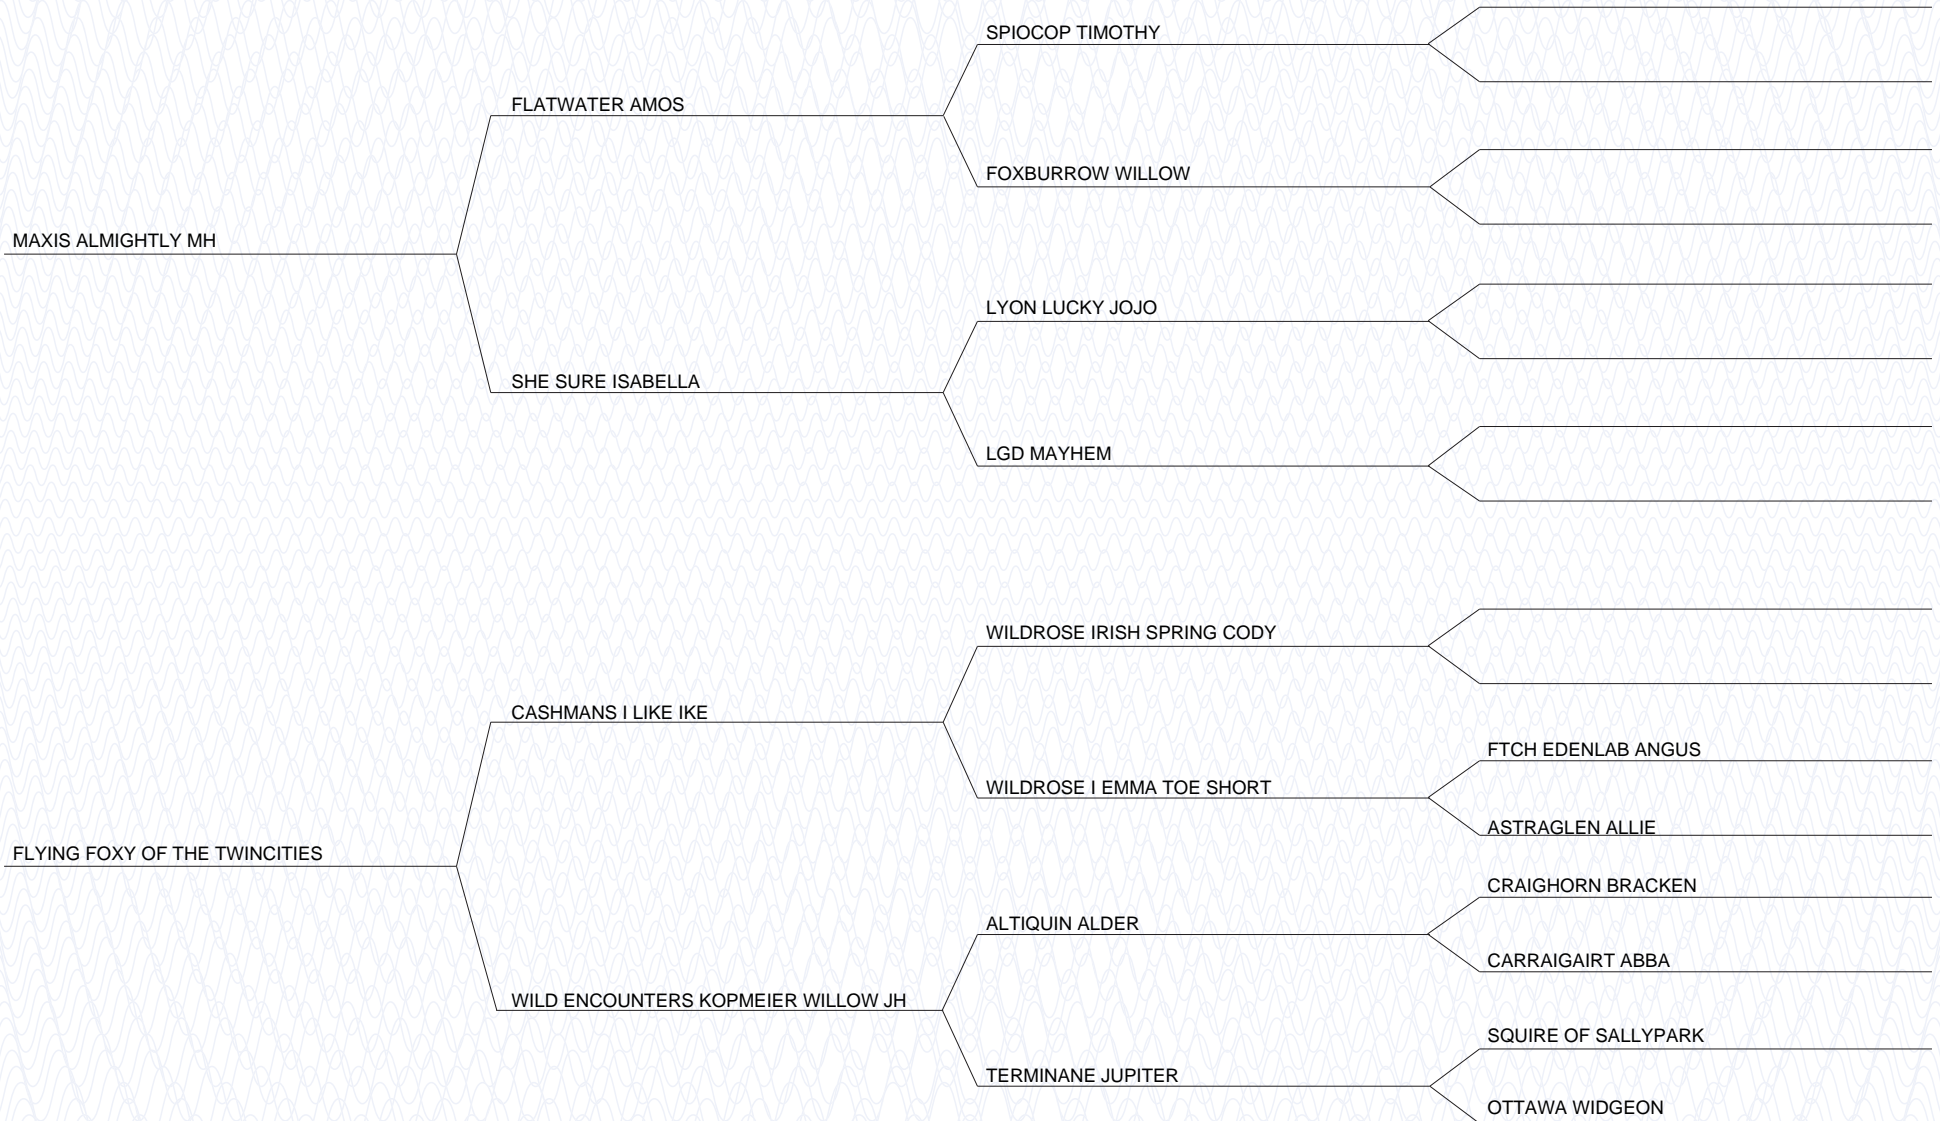 SPIOCOP TIMOTHY
FLATWATER AMOS
FOXBURROW WILLOW
MAXIS ALMIGHTLY MH
LYON LUCKY JOJO
SHE SURE ISABELLA
LGD MAYHEM
WILDROSE IRISH SPRING CODY
CASHMANS I LIKE IKE
FTCH EDENLAB ANGUS
WILDROSE I EMMA TOE SHORT
ASTRAGLEN ALLIE
FLYING FOXY OF THE TWINCITIES
CRAIGHORN BRACKEN
ALTIQUIN ALDER
CARRAIGAIRT ABBA
WILD ENCOUNTERS KOPMEIER WILLOW JH
SQUIRE OF SALLYPARK
TERMINANE JUPITER
OTTAWA WIDGEON